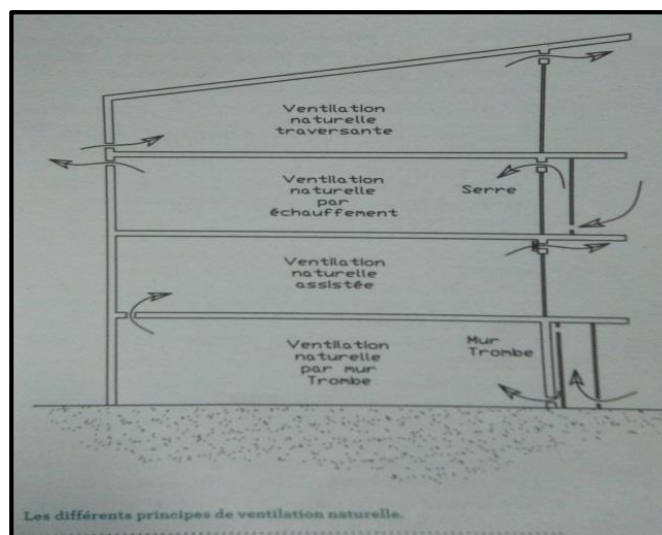 Ventilation
naturelle
traversante
Ventilation
naturelle
par
échauffement
Serre
Ventilation
naturelle
assistée
Ventilation
naturelle
par mur
Trombe
Mur
Trombe
Les différents principes de ventilation naturelle.